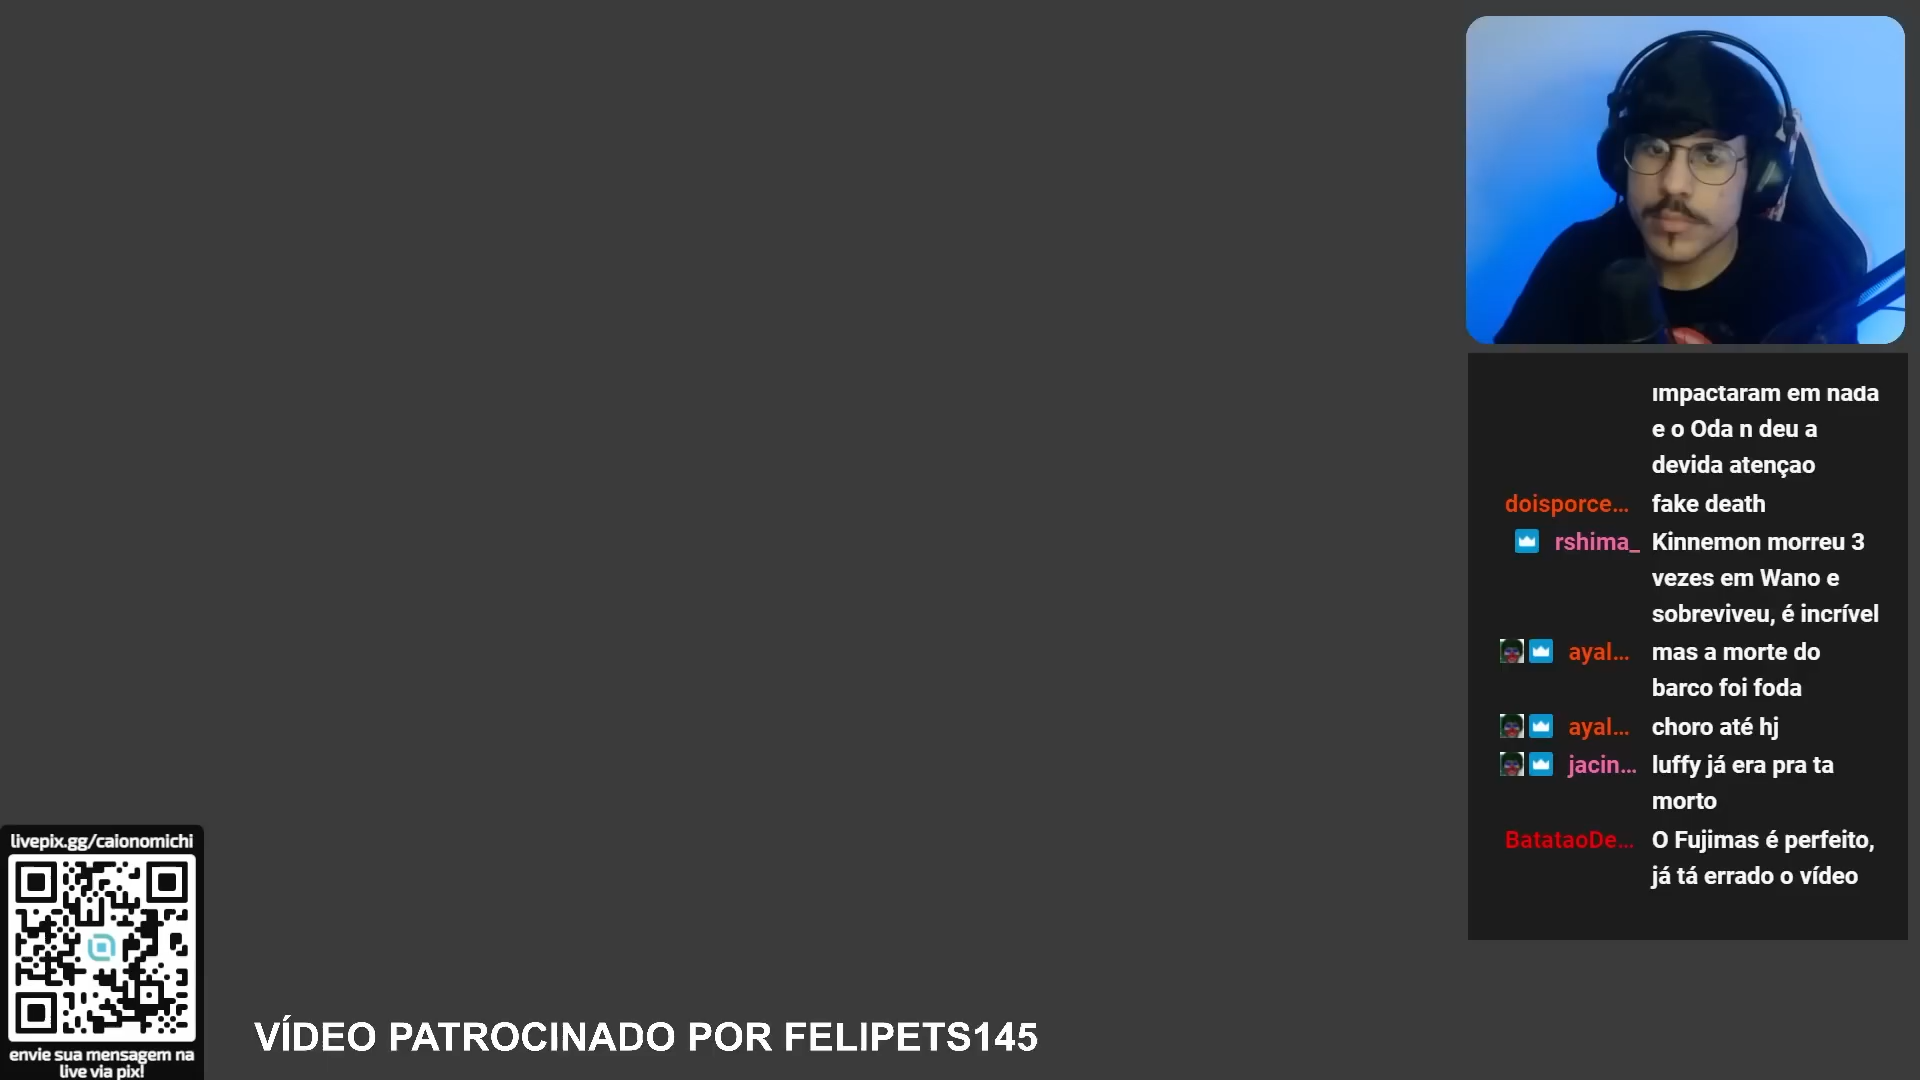 impactaram em nada
e o Oda n deu a
devida atençao
doisporce... fake death
rshima_ Kinnemon morreu 3
vezes em Wano e
sobreviveu, é incrível
ayal... mas a morte do
barco foi foda
ayal... choro até hj
jacin... luffy já era pra ta
morto
BatataoDe... O Fujimas é perfeito,
já tá errado o vídeo
livepix.gg/caionomichi
envie sua mensagem na
live via pix!
VÍDEO PATROCINADO POR FELIPETS145